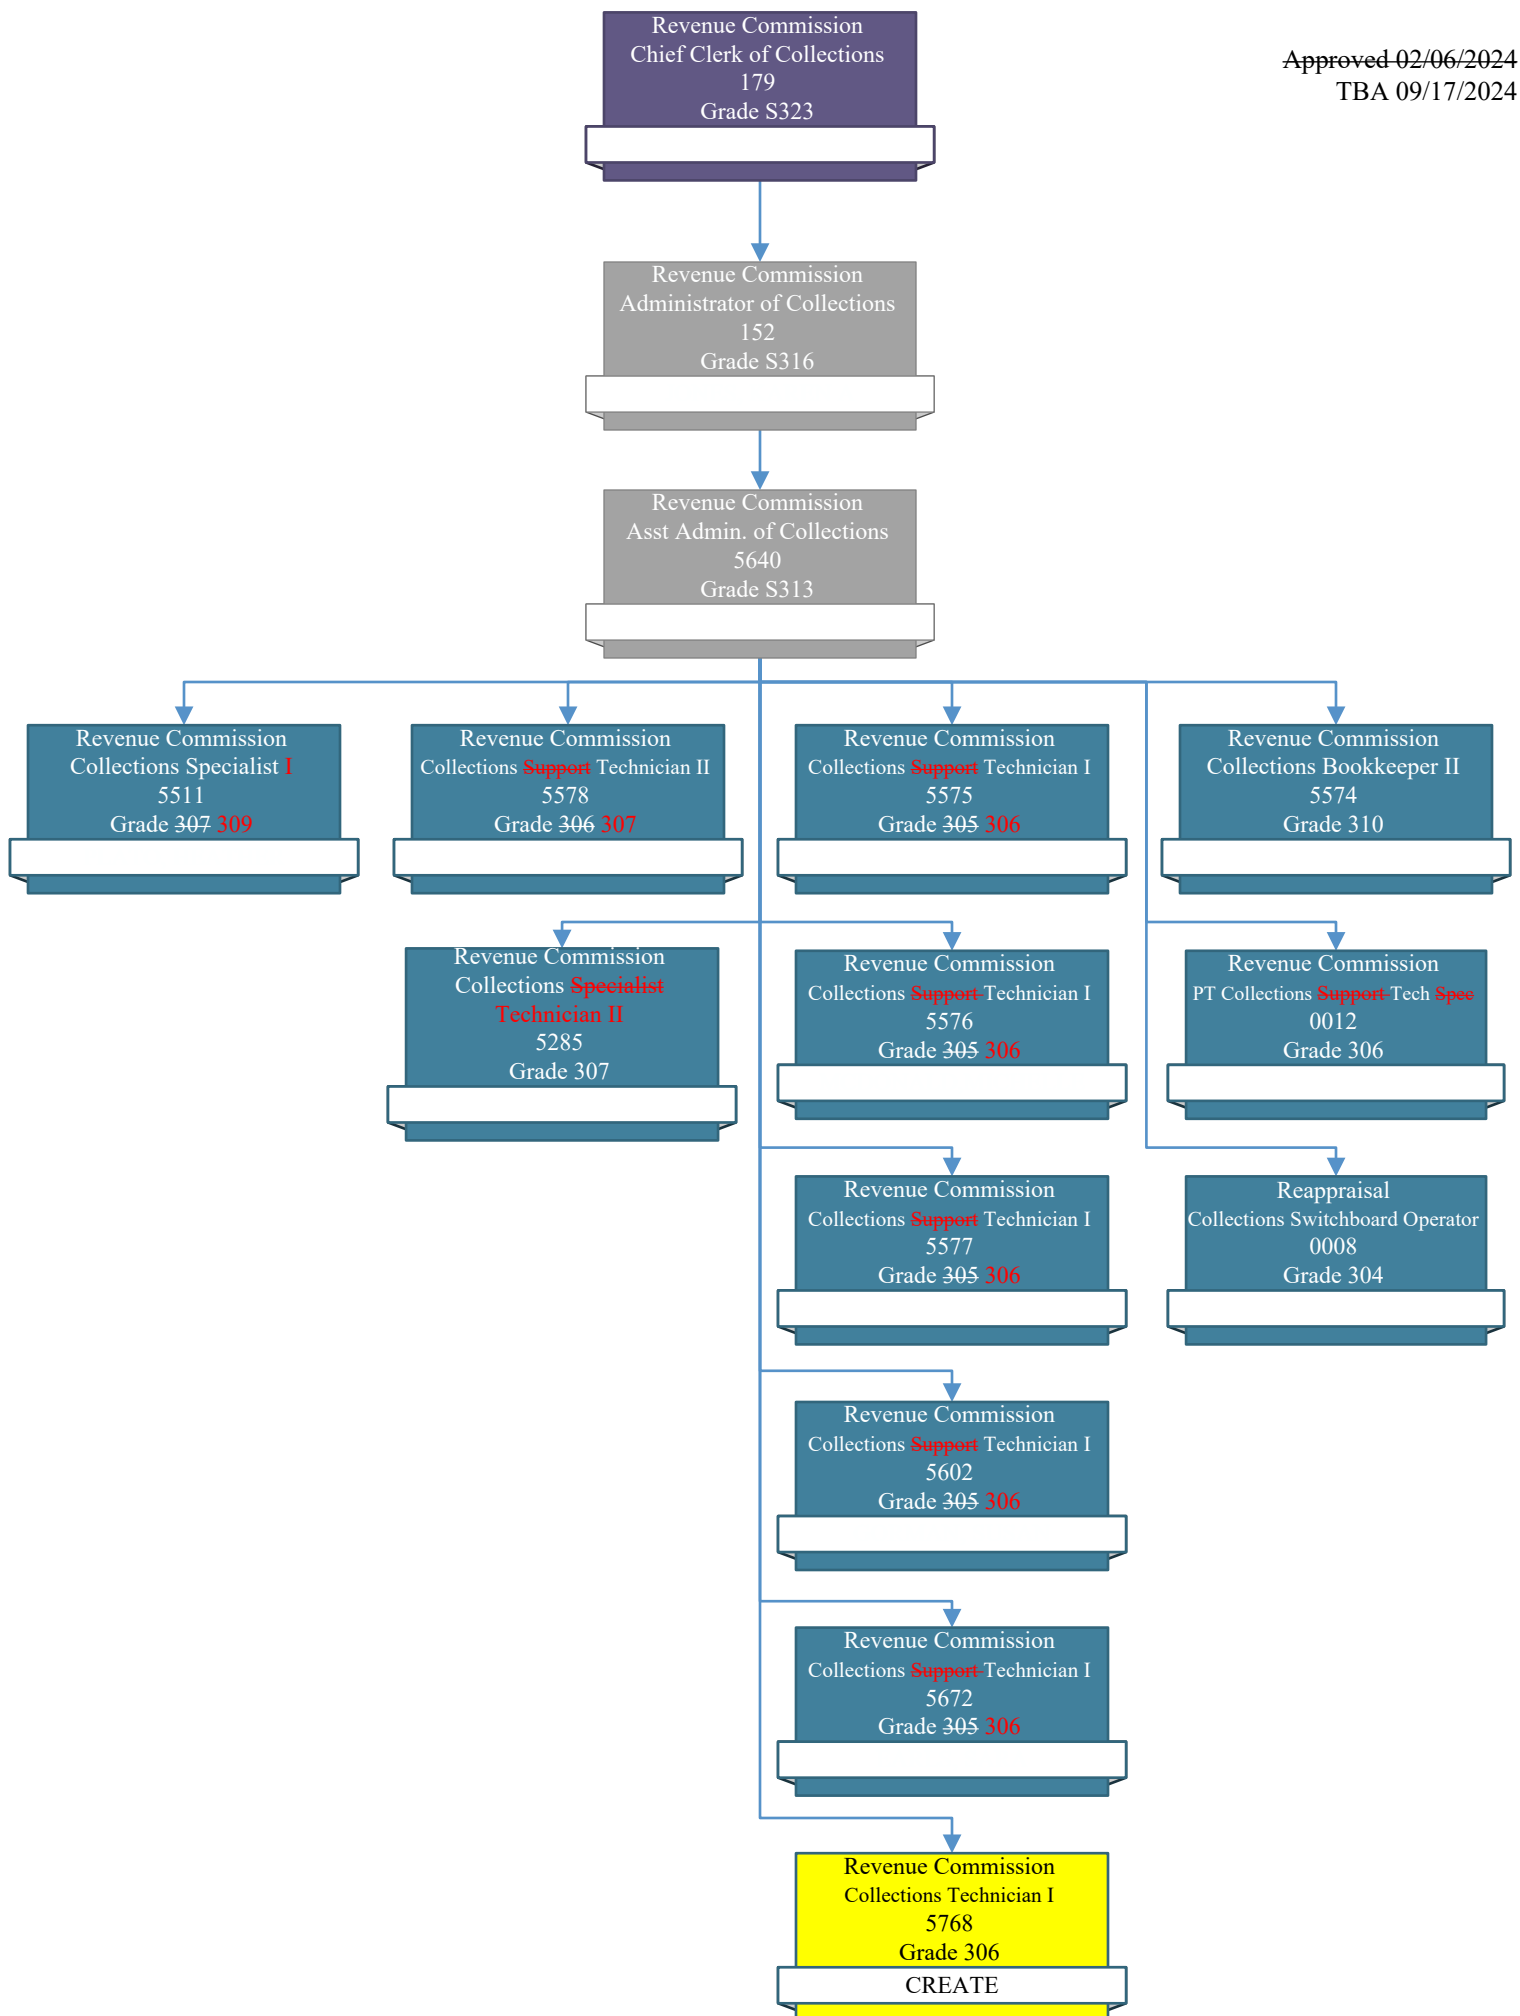 Revenue Commission
Chief Clerk of Collections
179
Grade S323
Approved 02/06/2024
TBA 09/17/2024
Revenue Commission
Administrator of Collections
152
Grade S316
Revenue Commission
Asst Admin. of Collections
5640
Grade S313
Revenue Commission
Collections Specialist I
5511
Grade 307 309
Revenue Commission
Collections Support Technician II
5578
Grade 306 307
Revenue Commission
Collections Support Technician I
5575
Grade 305 306
Revenue Commission
Collections Bookkeeper II
5574
Grade 310
Revenue Commission
Collections Specialist
Technician II
5285
Grade 307
Revenue Commission
Collections Support Technician I
5576
Grade 305 306
Revenue Commission
PT Collections Support Tech Spec
0012
Grade 306
Revenue Commission
Collections Support Technician I
5577
Grade 305 306
Reappraisal
Collections Switchboard Operator
0008
Grade 304
Revenue Commission
Collections Support Technician I
5602
Grade 305 306
Revenue Commission
Collections Support Technician I
5672
Grade 305 306
Revenue Commission
Collections Technician I
5768
Grade 306
CREATE